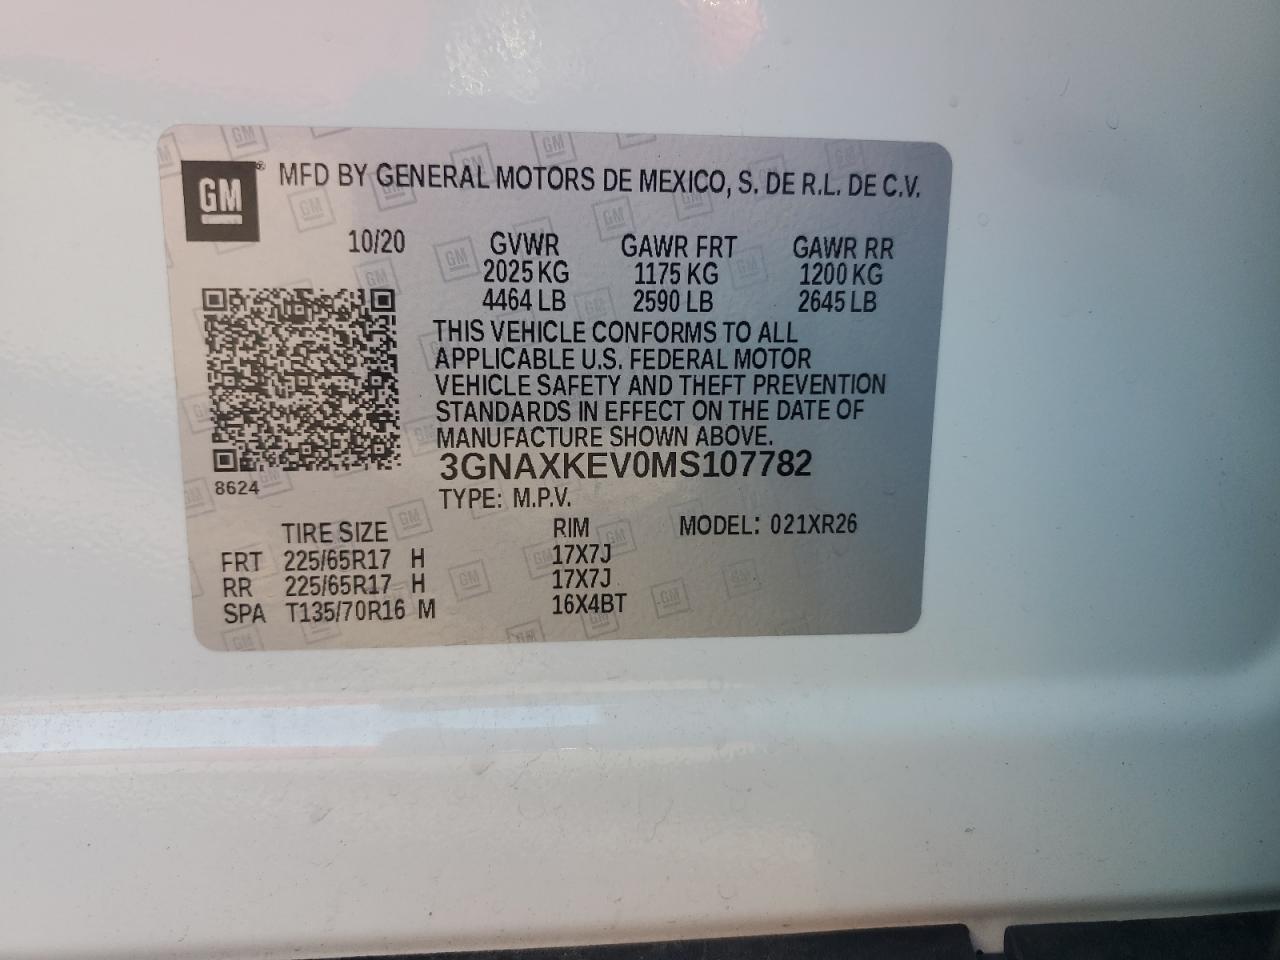 GM® MFD BY GENERAL MOTORS DE MEXICO, S. DE R.L. DE C.V.
10/20 GVWR GAWR FRT GAWR RR
2025 KG 1175 KG 1200 KG
4464 LB 2590 LB 2645 LB
THIS VEHICLE CONFORMS TO ALL
APPLICABLE U.S. FEDERAL MOTOR
VEHICLE SAFETY AND THEFT PREVENTION
STANDARDS IN EFFECT ON THE DATE OF
MANUFACTURE SHOWN ABOVE.
3GNAXKEV0MS107782
8624
TYPE: M.P.V.
TIRE SIZE RIM MODEL: 021XR26
FRT 225/65R17 H 17X7J
RR 225/65R17 H 17X7J
SPA T135/70R16 M 16X4BT